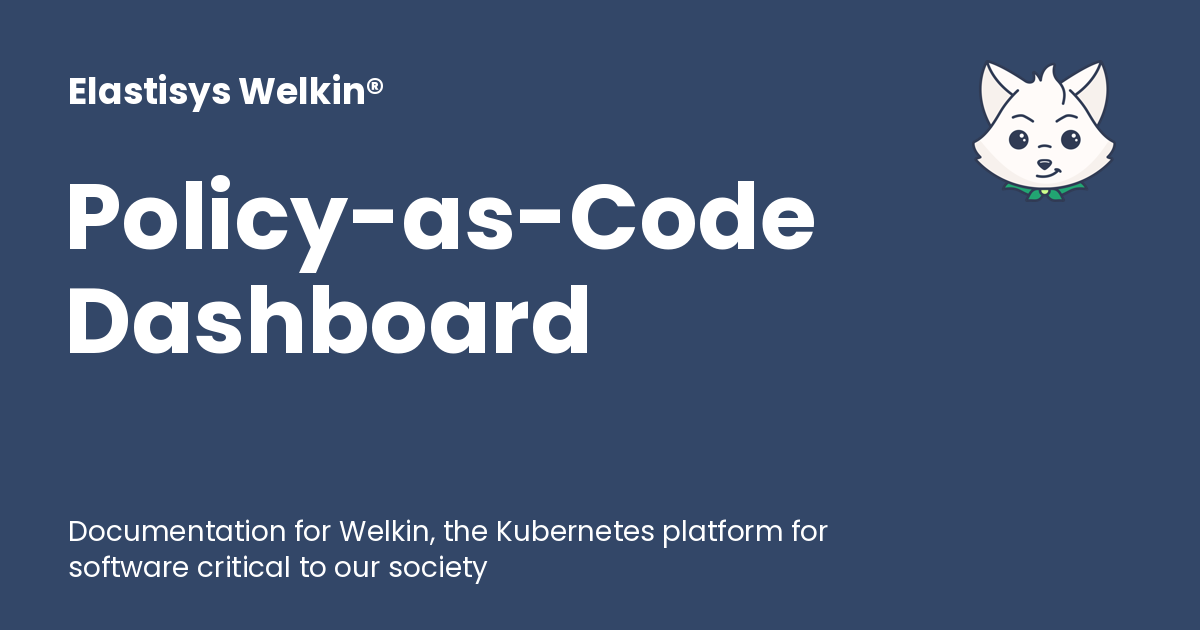 Elastisys Welkin®
Policy-as-Code
Dashboard
Documentation for Welkin, the Kubernetes platform for
software critical to our society